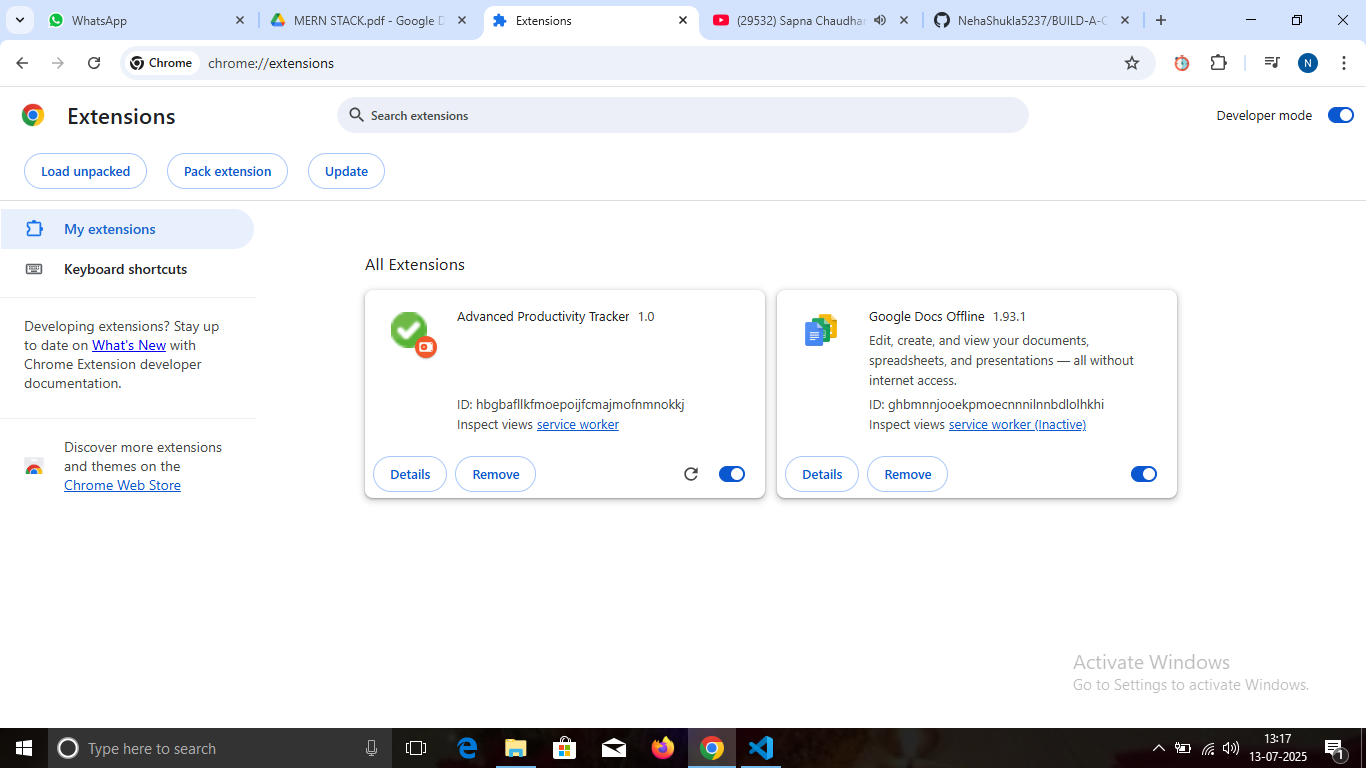 WhatsApp
MERN STACK.pdf - Google D
Extensions
(29532) Sapna Chaudhar
NehaShukla5237/BUILD-A-C
Chrome
chrome://extensions
N
Extensions
Search extensions
Developer mode
Load unpacked
Pack extension
Update
My extensions
Keyboard shortcuts
Developing extensions? Stay up
to date on What's New with
Chrome Extension developer
documentation.
Discover more extensions
and themes on the
Chrome Web Store
All Extensions
Advanced Productivity Tracker 1.0
ID: hbgbafllkfmoepoijfcmajmofnmnokkj
Inspect views service worker
Details
Remove
Google Docs Offline 1.93.1
Edit, create, and view your documents,
spreadsheets, and presentations — all without
internet access.
ID: ghbmnnjooekpmoecnnnilnnbdlolhkhi
Inspect views service worker (Inactive)
Details
Remove
Activate Windows
Go to Settings to activate Windows.
Type here to search
13:17
13-07-2025
1